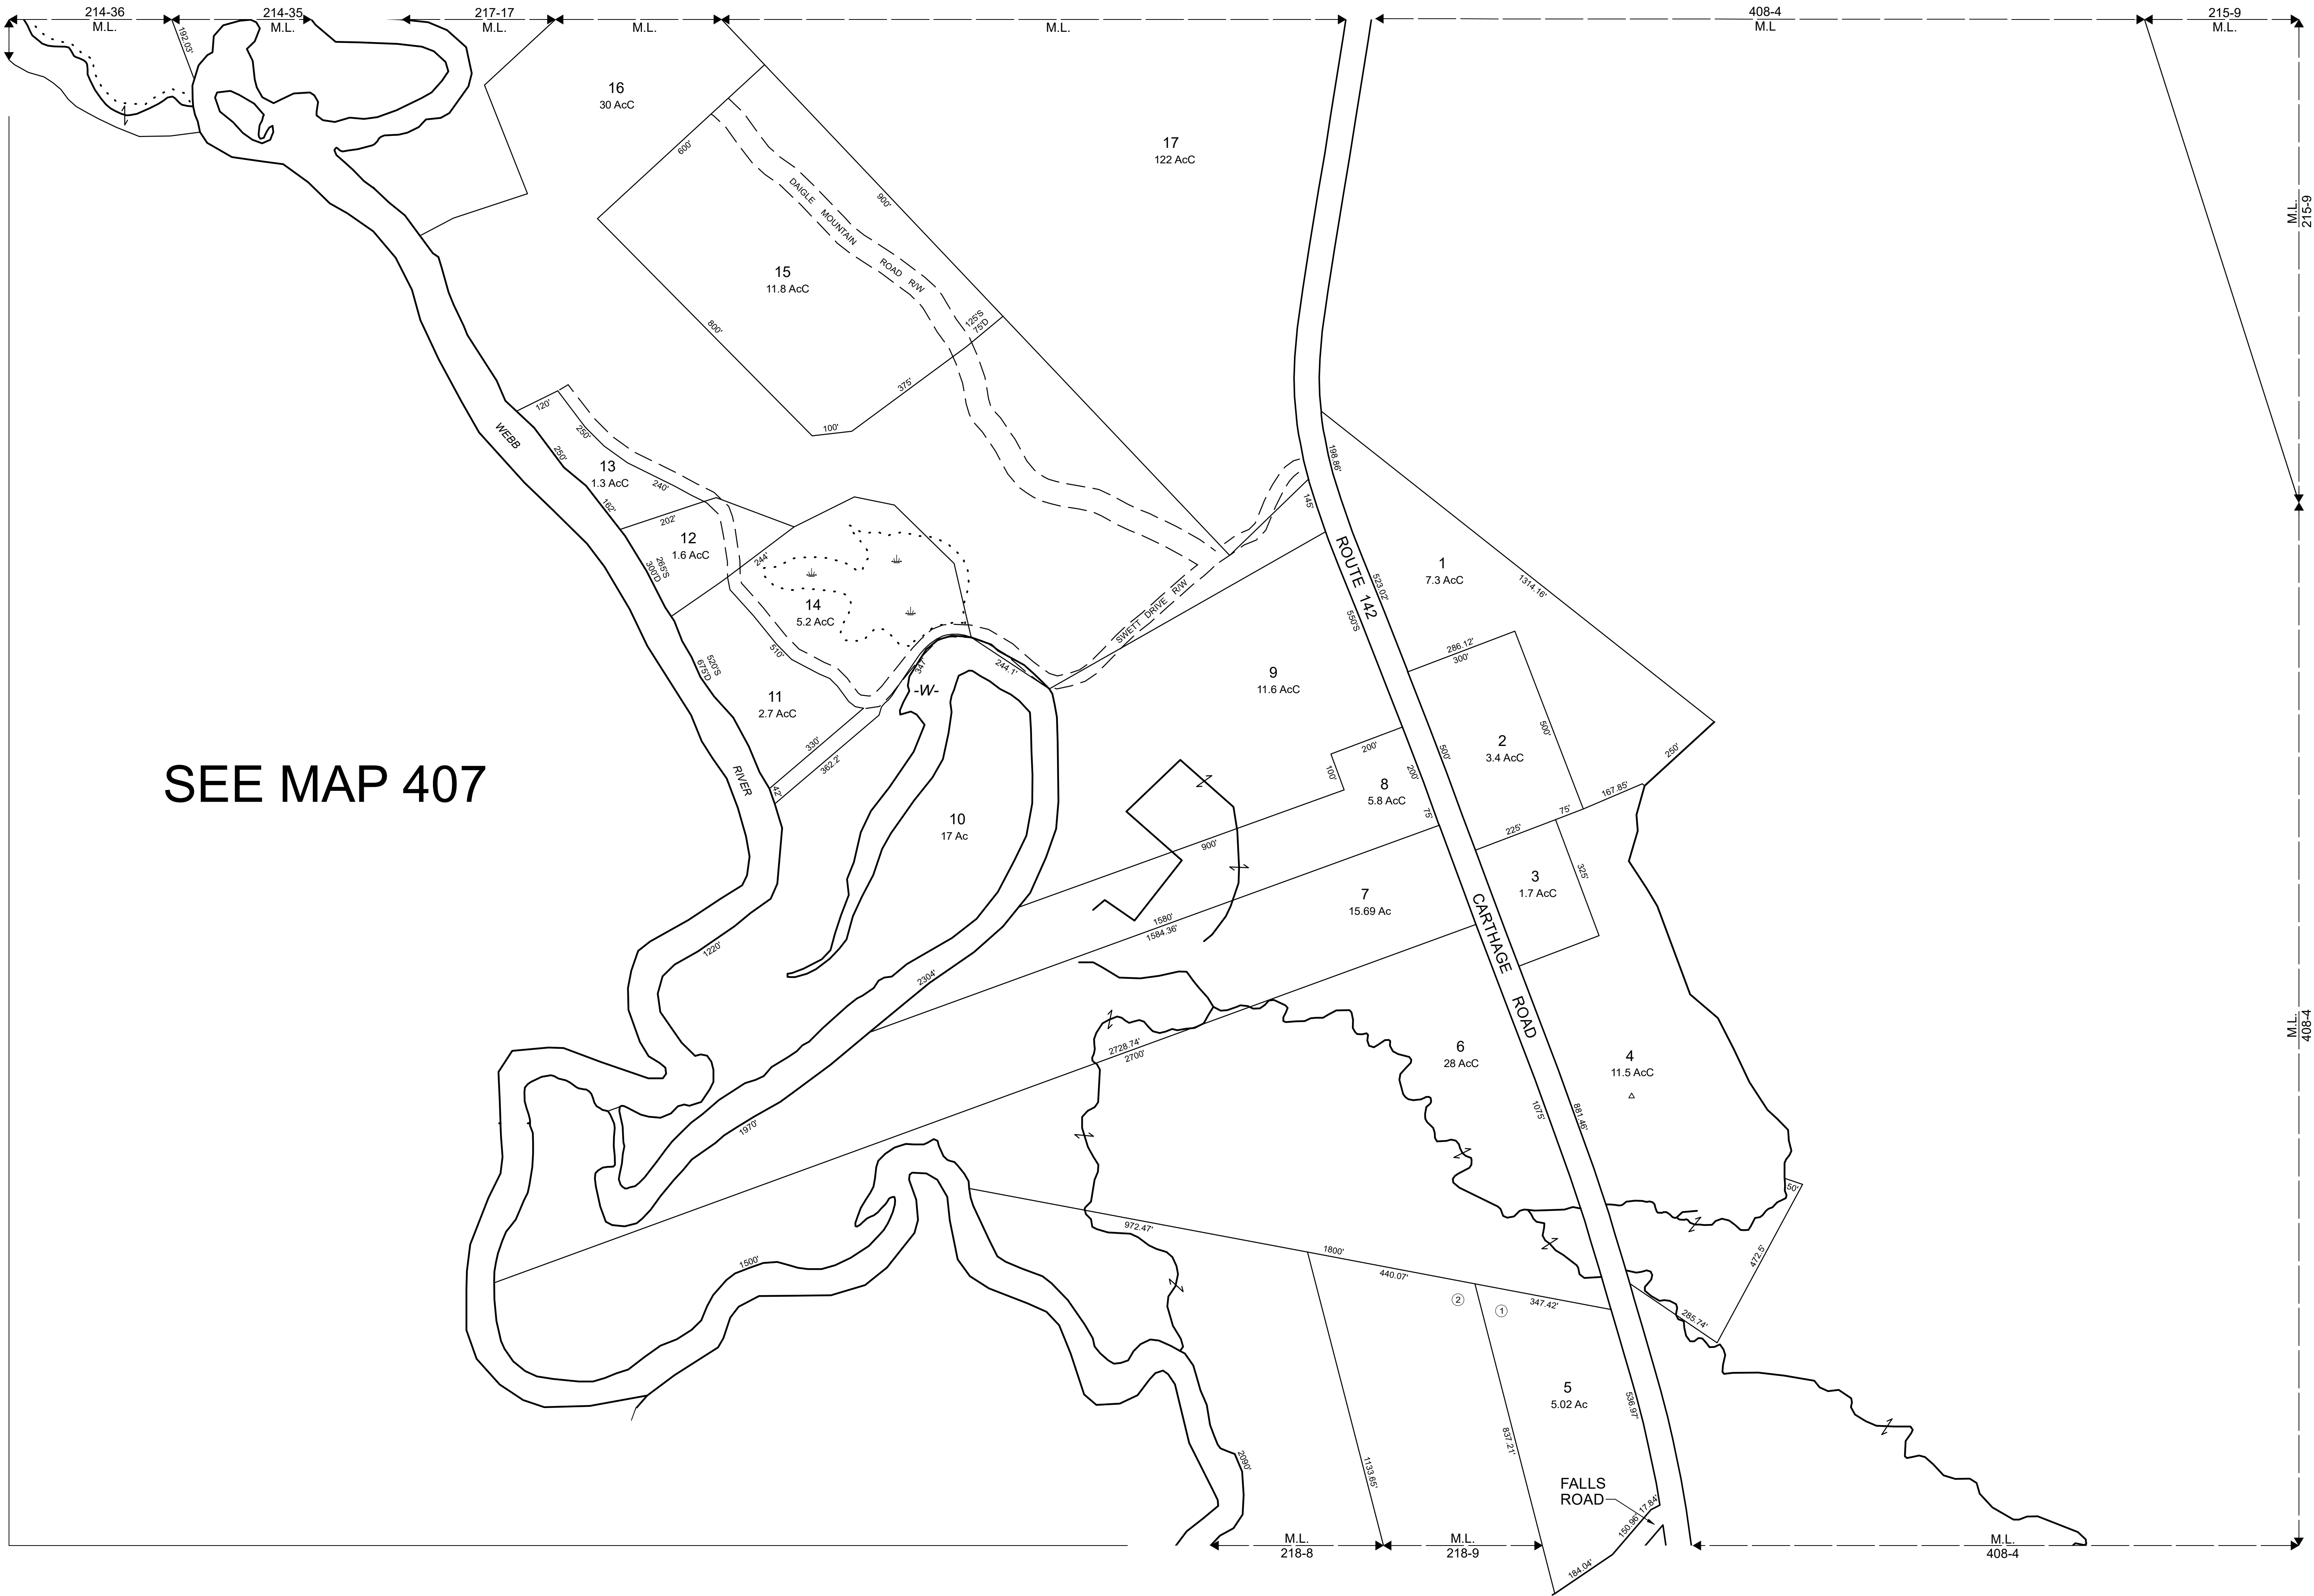 214-36
M.L.
214-35
M.L.
217-17
M.L.
M.L.
M.L.
408-4
M.L
215-9
M.L.
192.03'
16
30 AcC
17
122 AcC
M.L.
215-9
600'
900'
DAIGLE MOUNTAIN ROAD R/W
15
11.8 AcC
800'
125'S
75'D
375'
100'
120'
250'
WEBB
250'
13
1.3 AcC
240'
162'
202'
12
1.6 AcC
265'S
300'D
244'
198.86'
145'
ROUTE 142
1
7.3 AcC
523.02'
1314.16'
14
5.2 AcC
SWETT DRIVE R/W
550'S
510'
520'S
675'D
347'
244.1'
286.12'
300'
-W-
9
11.6 AcC
11
2.7 AcC
330'
362.2'
42'
RIVER
SEE MAP 407
2
3.4 AcC
500'
500'
250'
200'
100'
8
5.8 AcC
200'
75'
167.85'
75'
225'
10
17 Ac
900'
3
1.7 AcC
325'
7
15.69 Ac
1580'
1584.36'
CARTHAGE ROAD
1220'
2304'
M.L.
408-4
2728.74'
2700'
6
28 AcC
4
11.5 AcC
1970'
1075'
881.46'
50'
972.47'
1800'
440.07'
472.5'
1500'
2
1
347.42'
285.74'
5
5.02 Ac
536.97'
837.21'
2090'
1133.65'
FALLS
ROAD
17.84'
150.96'
184.04'
M.L.
218-8
M.L.
218-9
M.L.
408-4